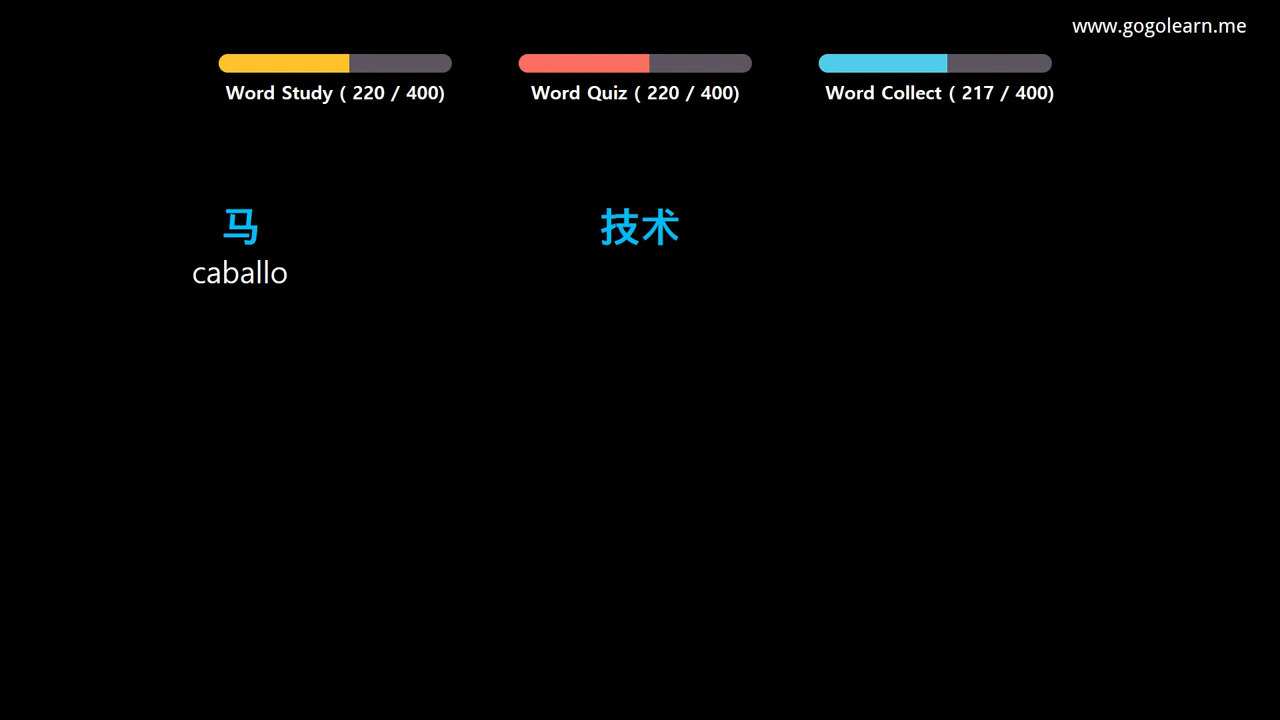 www.gogolearn.me
Word Study ( 220 / 400)
Word Quiz ( 220 / 400)
Word Collect ( 217 / 400)
马
技术
caballo